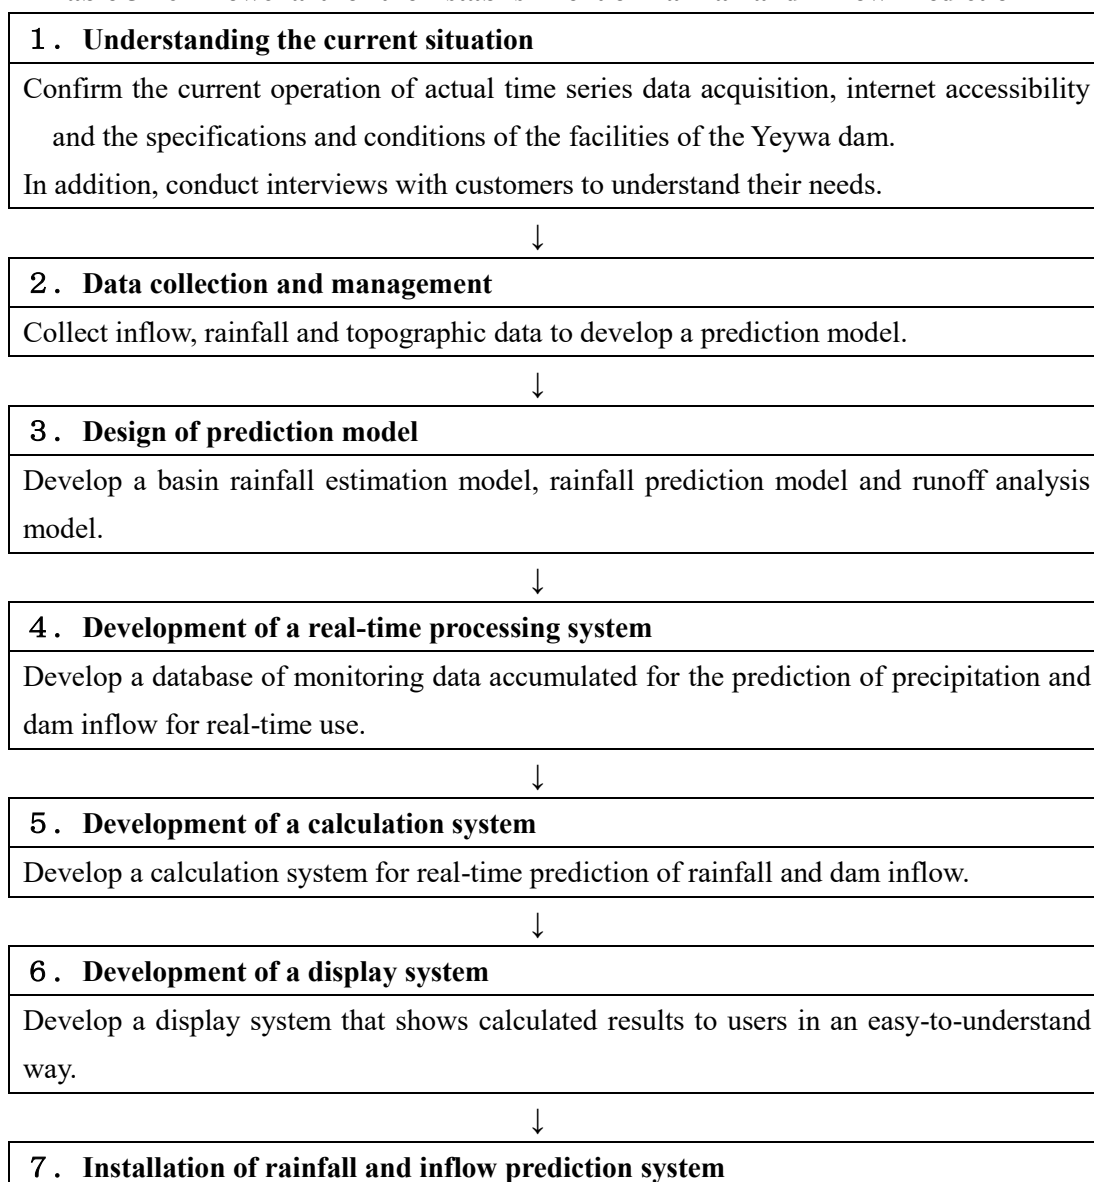 1. Understanding the current situation
Confirm the current operation of actual time series data acquisition, internet accessibility
and the specifications and conditions of the facilities of the Yeywa dam.
In addition, conduct interviews with customers to understand their needs.
↓
2. Data collection and management
Collect inflow, rainfall and topographic data to develop a prediction model.
↓
3. Design of prediction model
Develop a basin rainfall estimation model, rainfall prediction model and runoff analysis
model.
↓
4. Development of a real-time processing system
Develop a database of monitoring data accumulated for the prediction of precipitation and
dam inflow for real-time use.
↓
5. Development of a calculation system
Develop a calculation system for real-time prediction of rainfall and dam inflow.
↓
6. Development of a display system
Develop a display system that shows calculated results to users in an easy-to-understand
way.
↓
7. Installation of rainfall and inflow prediction system